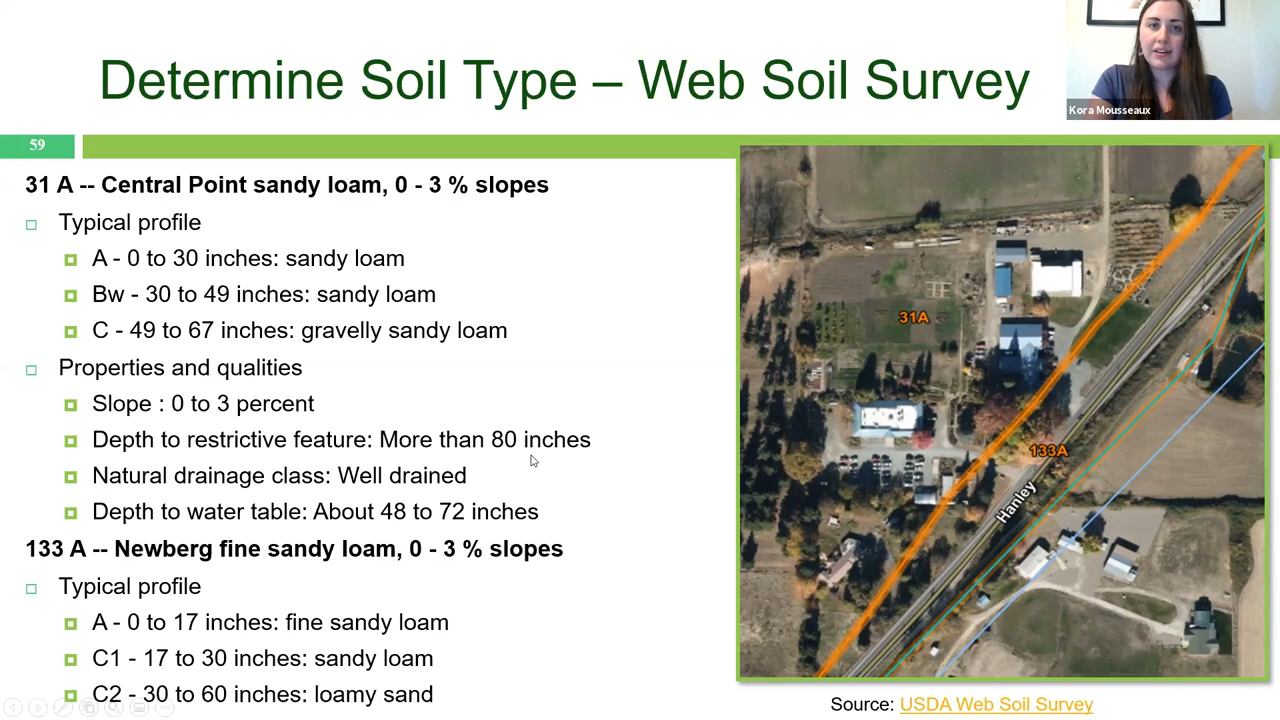 Determine Soil Type – Web Soil Survey
Kora Mousseaux
59
31 A -- Central Point sandy loam, 0 - 3 % slopes
Typical profile
A - 0 to 30 inches: sandy loam
Bw - 30 to 49 inches: sandy loam
C - 49 to 67 inches: gravelly sandy loam
Properties and qualities
Slope : 0 to 3 percent
Depth to restrictive feature: More than 80 inches
Natural drainage class: Well drained
Depth to water table: About 48 to 72 inches
133 A -- Newberg fine sandy loam, 0 - 3 % slopes
Typical profile
A - 0 to 17 inches: fine sandy loam
C1 - 17 to 30 inches: sandy loam
C2 - 30 to 60 inches: loamy sand
31A
133A
Hanley
Source: USDA Web Soil Survey